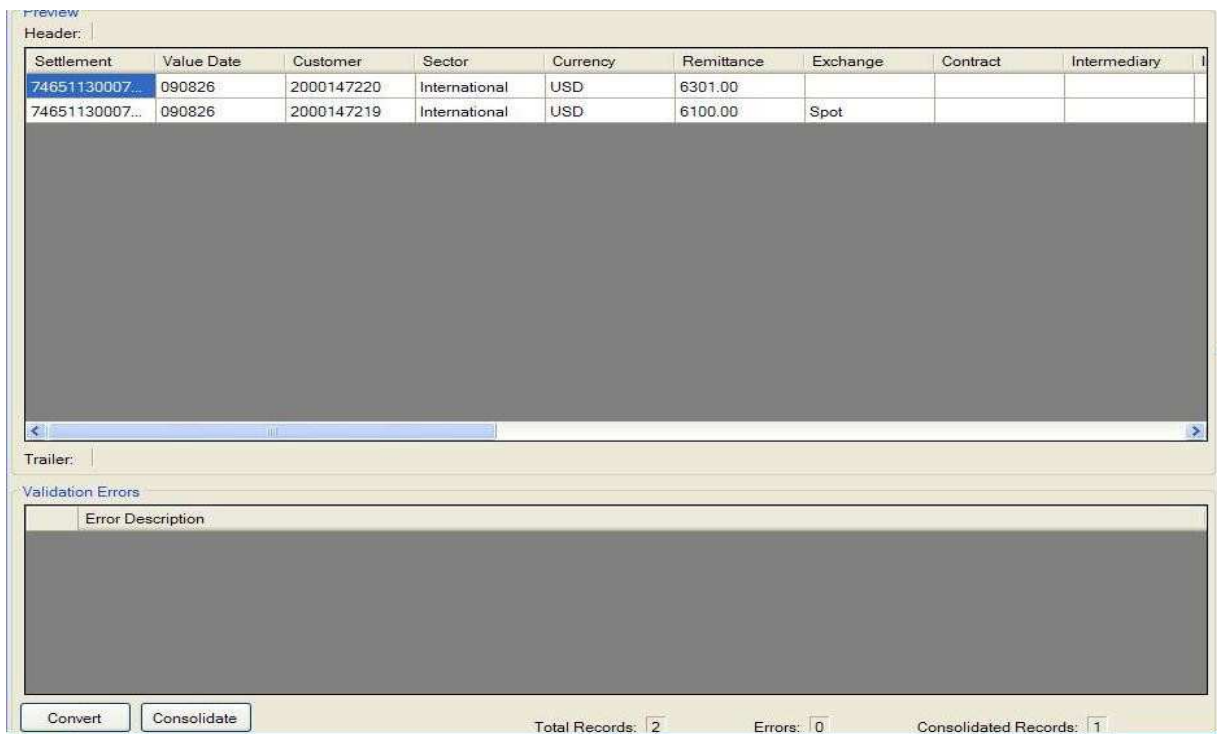 Preview
Header:
Settlement Value Date Customer Sector Currency Remittance Exchange Contract Intermediary
74651130007... 090826 2000147220 International USD 6301.00
74651130007... 090826 2000147219 International USD 6100.00 Spot
Trailer:
Validation Errors
Error Description
Convert Consolidate Total Records: 2 Errors: 0 Consolidated Records: 1